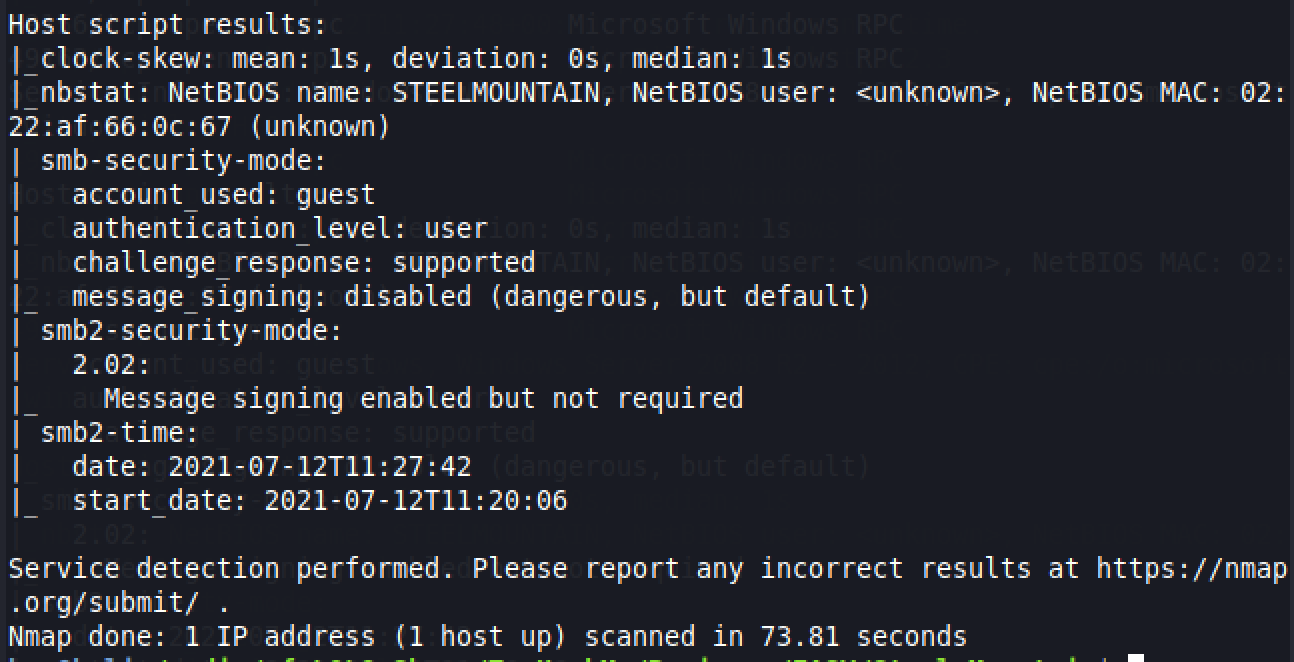 Host script results:
|_clock-skew: mean: 1s, deviation: 0s, median: 1s
|_nbstat: NetBIOS name: STEELMOUNTAIN, NetBIOS user: <unknown>, NetBIOS MAC: 02:
22:af:66:0c:67 (unknown)
| smb-security-mode:
|   account_used: guest
|   authentication_level: user
|   challenge_response: supported
|_  message_signing: disabled (dangerous, but default)
| smb2-security-mode:
|   2.02:
|_    Message signing enabled but not required
| smb2-time:
|   date: 2021-07-12T11:27:42
|_  start_date: 2021-07-12T11:20:06
Service detection performed. Please report any incorrect results at https://nmap
.org/submit/ .
Nmap done: 1 IP address (1 host up) scanned in 73.81 seconds